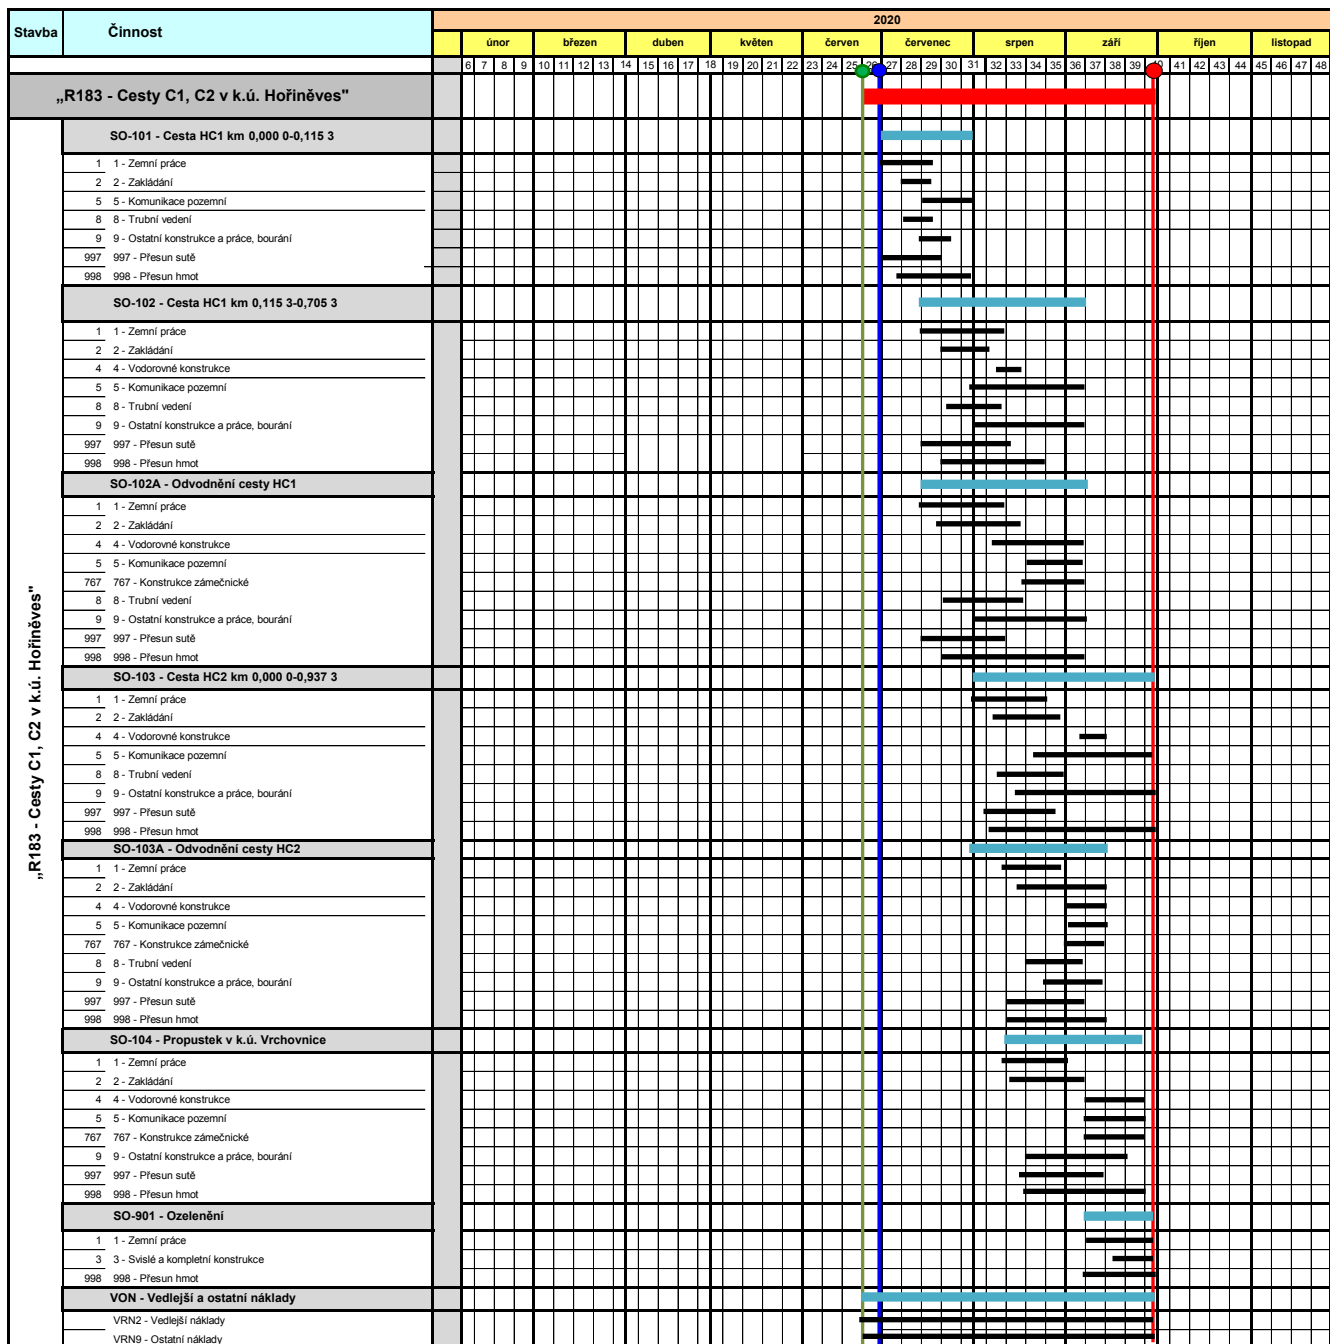 Stavba
Činnost
2020
únor březen duben květen červen červenec srpen září říjen listopad
6 7 8 9 10 11 12 13 14 15 16 17 18 19 20 21 22 23 24 25 26 27 28 29 30 31 32 33 34 35 36 37 38 39 40 41 42 43 44 45 46 47 48
„R183 - Cesty C1, C2 v k.ú. Hořiněves"
„R183 - Cesty C1, C2 v k.ú. Hořiněves"
SO-101 - Cesta HC1 km 0,000 0-0,115 3
1 1 - Zemní práce
2 2 - Zakládání
5 5 - Komunikace pozemní
8 8 - Trubní vedení
9 9 - Ostatní konstrukce a práce, bourání
997 997 - Přesun sutě
998 998 - Přesun hmot
SO-102 - Cesta HC1 km 0,115 3-0,705 3
1 1 - Zemní práce
2 2 - Zakládání
4 4 - Vodorovné konstrukce
5 5 - Komunikace pozemní
8 8 - Trubní vedení
9 9 - Ostatní konstrukce a práce, bourání
997 997 - Přesun sutě
998 998 - Přesun hmot
SO-102A - Odvodnění cesty HC1
1 1 - Zemní práce
2 2 - Zakládání
4 4 - Vodorovné konstrukce
5 5 - Komunikace pozemní
767 767 - Konstrukce zámečnické
8 8 - Trubní vedení
9 9 - Ostatní konstrukce a práce, bourání
997 997 - Přesun sutě
998 998 - Přesun hmot
SO-103 - Cesta HC2 km 0,000 0-0,937 3
1 1 - Zemní práce
2 2 - Zakládání
4 4 - Vodorovné konstrukce
5 5 - Komunikace pozemní
8 8 - Trubní vedení
9 9 - Ostatní konstrukce a práce, bourání
997 997 - Přesun sutě
998 998 - Přesun hmot
SO-103A - Odvodnění cesty HC2
1 1 - Zemní práce
2 2 - Zakládání
4 4 - Vodorovné konstrukce
5 5 - Komunikace pozemní
767 767 - Konstrukce zámečnické
8 8 - Trubní vedení
9 9 - Ostatní konstrukce a práce, bourání
997 997 - Přesun sutě
998 998 - Přesun hmot
SO-104 - Propustek v k.ú. Vrchovnice
1 1 - Zemní práce
2 2 - Zakládání
4 4 - Vodorovné konstrukce
5 5 - Komunikace pozemní
767 767 - Konstrukce zámečnické
9 9 - Ostatní konstrukce a práce, bourání
997 997 - Přesun sutě
998 998 - Přesun hmot
SO-901 - Ozelenění
1 1 - Zemní práce
3 3 - Svislé a kompletní konstrukce
998 998 - Přesun hmot
VON - Vedlejší a ostatní náklady
VRN2 - Vedlejší náklady
VRN9 - Ostatní náklady